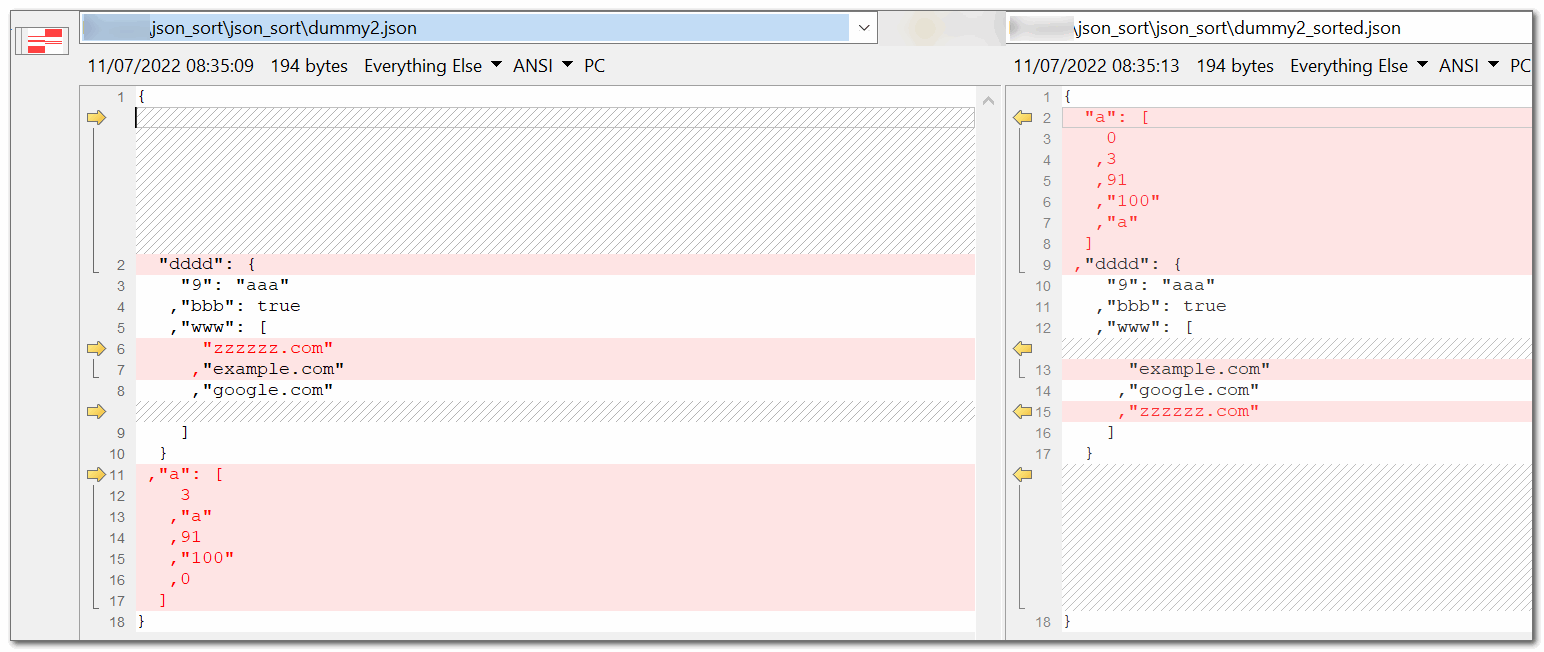 \json_sort\json_sort\dummy2.json
11/07/2022 08:35:09 194 bytes Everything Else ANSI PC
1 {
2 "dddd": {
3 "9": "aaa"
4 ,"bbb": true
5 ,"www": [
6 "zzzzzz.com"
7 ,"example.com"
8 ,"google.com"
9 ]
10 }
11 ,"a": [
12 3
13 ,"a"
14 ,91
15 ,"100"
16 ,0
17 ]
18 }
\json_sort\json_sort\dummy2_sorted.json
11/07/2022 08:35:13 194 bytes Everything Else ANSI PC
1 {
2 "a": [
3 0
4 ,3
5 ,91
6 ,"100"
7 ,"a"
8 ]
9 ,"dddd": {
10 "9": "aaa"
11 ,"bbb": true
12 ,"www": [
13 "example.com"
14 ,"google.com"
15 ,"zzzzzz.com"
16 ]
17 }
18 }